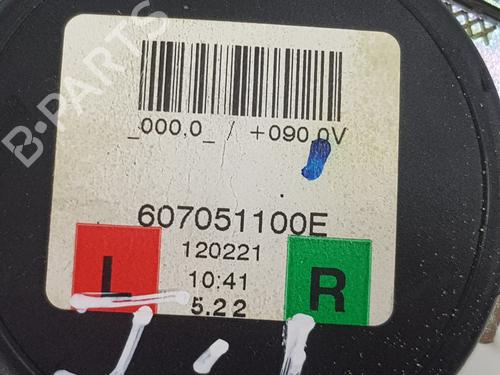 _000,0_ / +090,0V
607051100E
120221
L 10:41 R
5.22
B-PARTS